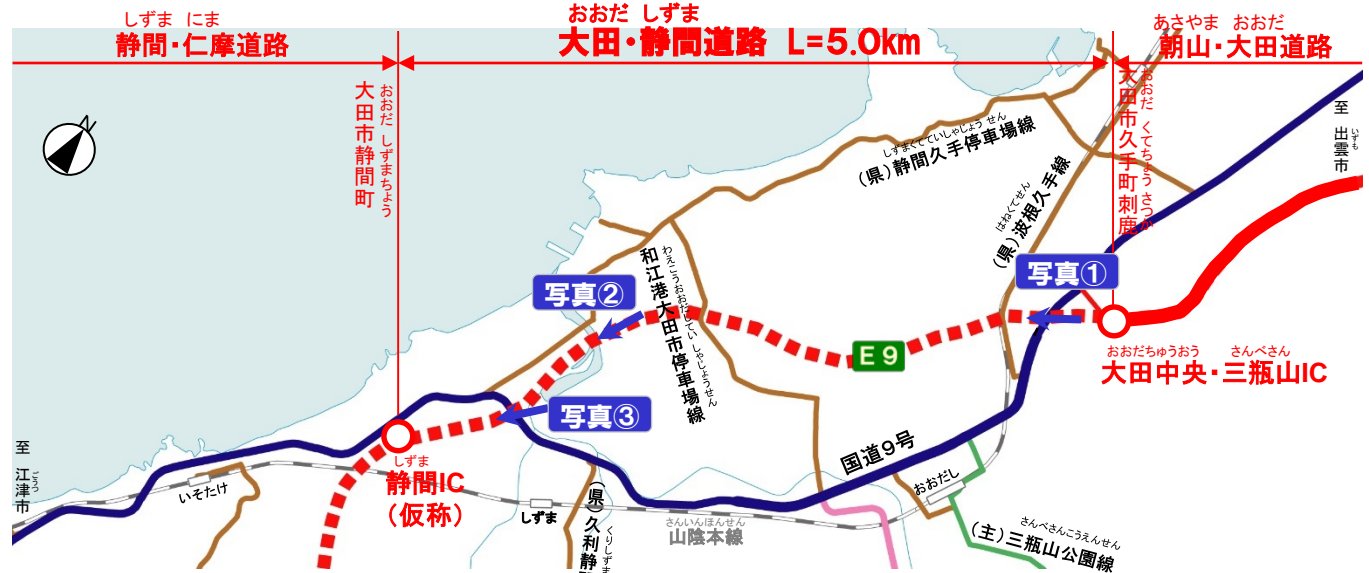 しずま にま
静間・仁摩道路
おおだ しずま
大田・静間道路 L=5.0km
あさやま おおだ
朝山・大田道路
N
大田市静間町
おおだ しずまちょう
大田市久手町刺鹿
おおだ くてちょう さつか
至 出雲市
いずも
しずまくてていしゃじょうせん
(県)静間久手停車場線
はねくてせん
(県)波根久手線
わえこうおおだしていしゃじょうせん
和江港大田市停車場線
写真①
写真②
写真③
E9
おおだちゅうおう さんべさん
大田中央・三瓶山IC
しずま
静間IC
(仮称)
至 江津市
ごうつ
いそたけ
しずま
おおだし
国道9号
さんいんほんせん
山陰本線
(県)久利静
くりしずま
さんべさんこうえんせん
(主)三瓶山公園線